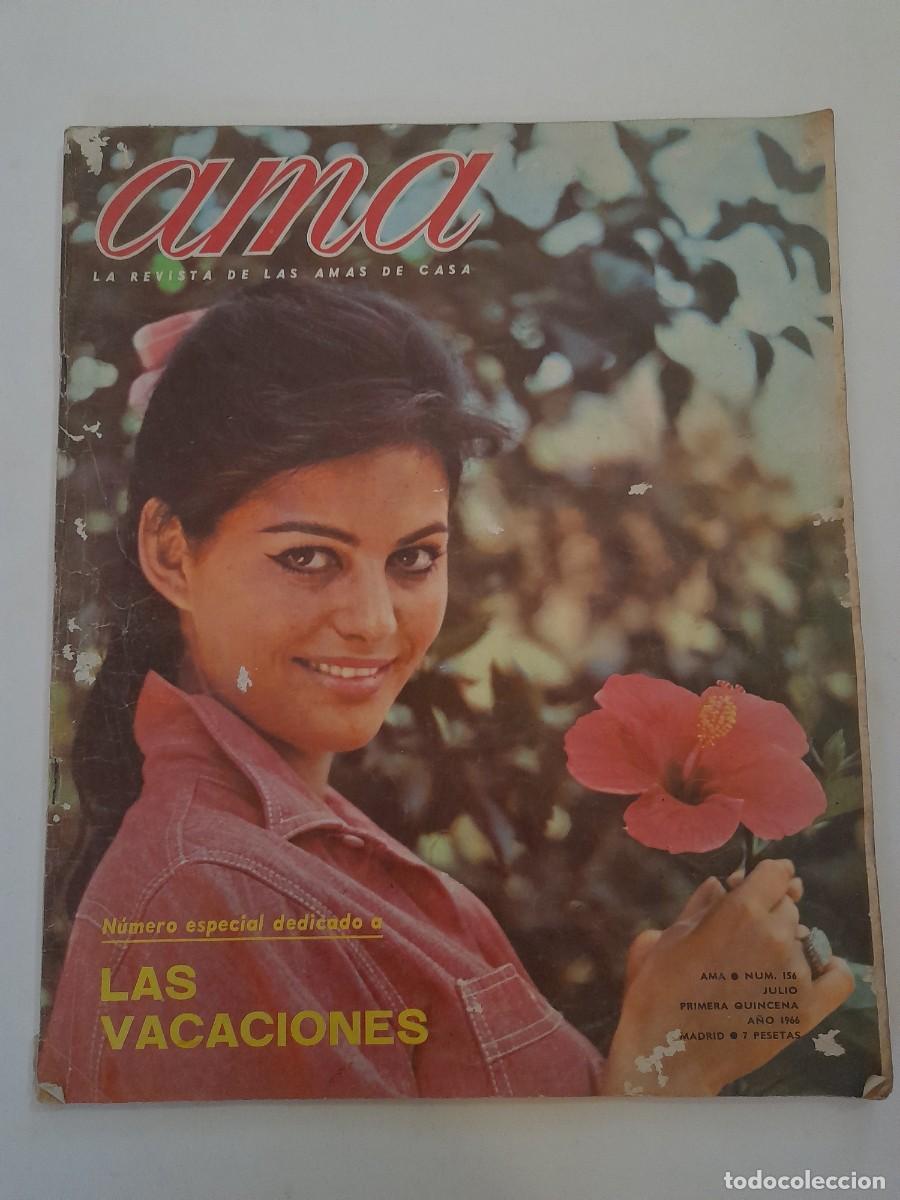 ama
LA REVISTA DE LAS AMAS DE CASA
Número especial dedicado a
LAS
VACACIONES
AMA ● NUM. 156
JULIO
PRIMERA QUINCENA
AÑO 1966
MADRID ● 7 PESETAS
todocoleccion